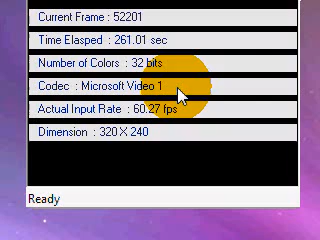 Current Frame : 52201
Time Elasped : 261.01 sec
Number of Colors : 32 bits
Codec : Microsoft Video 1
Actual Input Rate : 60.27 fps
Dimension : 320 X 240
Ready